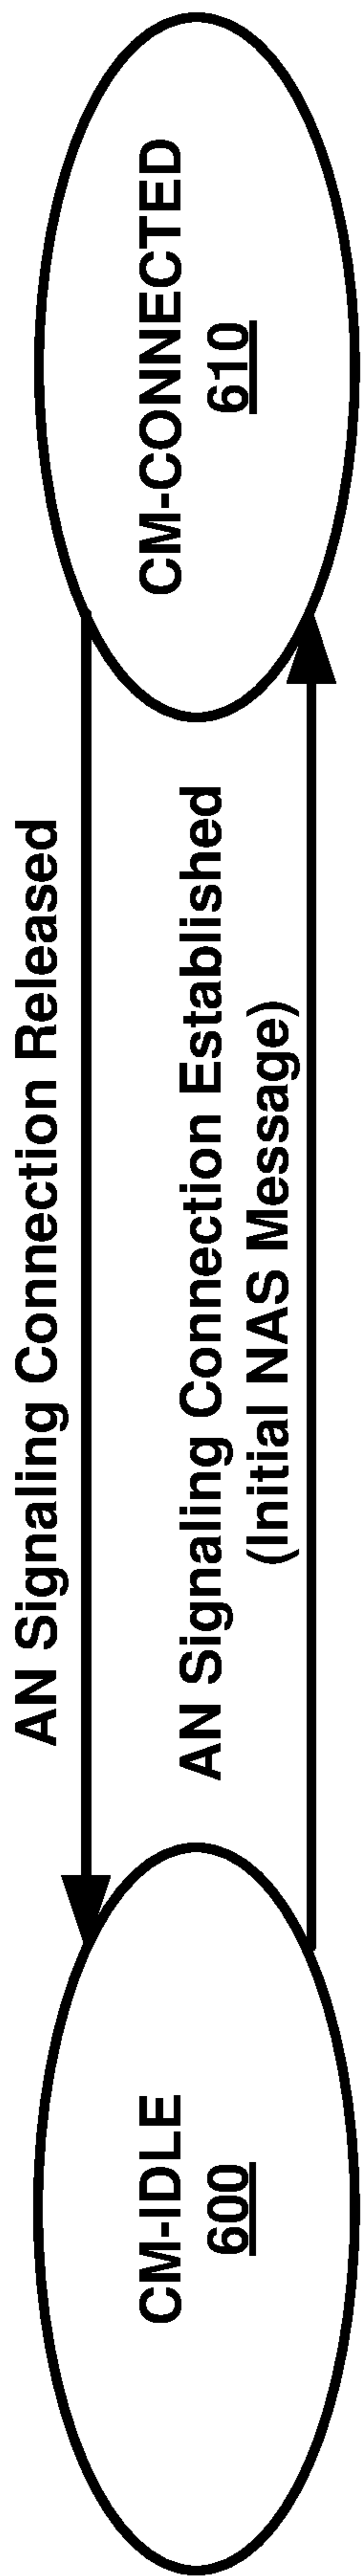 AN Signaling Connection Released
CM-IDLE
600
AN Signaling Connection Established
(Initial NAS Message)
CM-CONNECTED
610